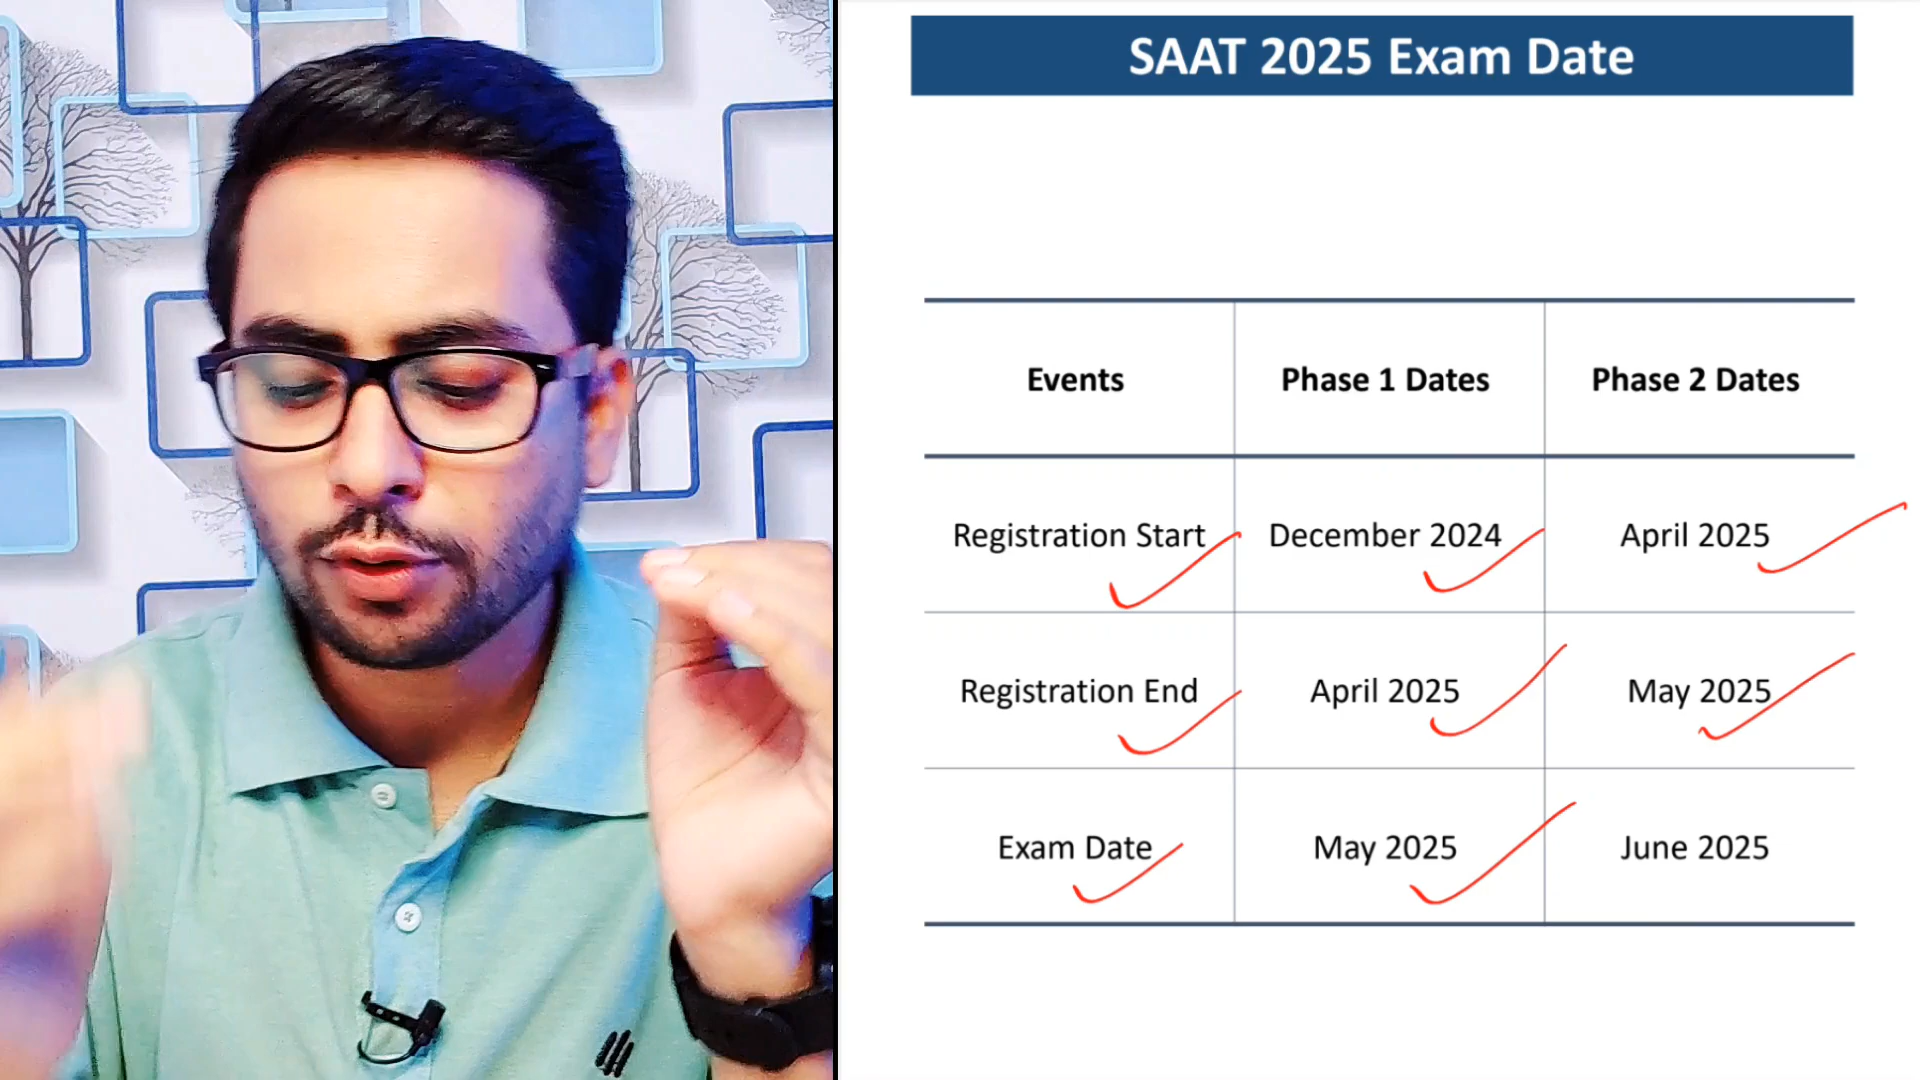 SAAT 2025 Exam Date
Events Phase 1 Dates Phase 2 Dates
Registration Start December 2024 April 2025
Registration End April 2025 May 2025
Exam Date May 2025 June 2025